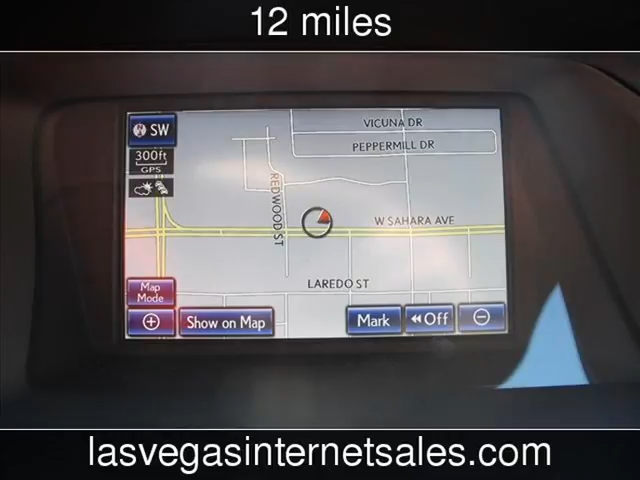 12 miles
VICUNA DR
SW
PEPPERMILL DR
300ft
GPS
REDWOOD ST
W SAHARA AVE
LAREDO ST
Map
Mode
Show on Map
Mark
Off
lasvegasinternetsales.com